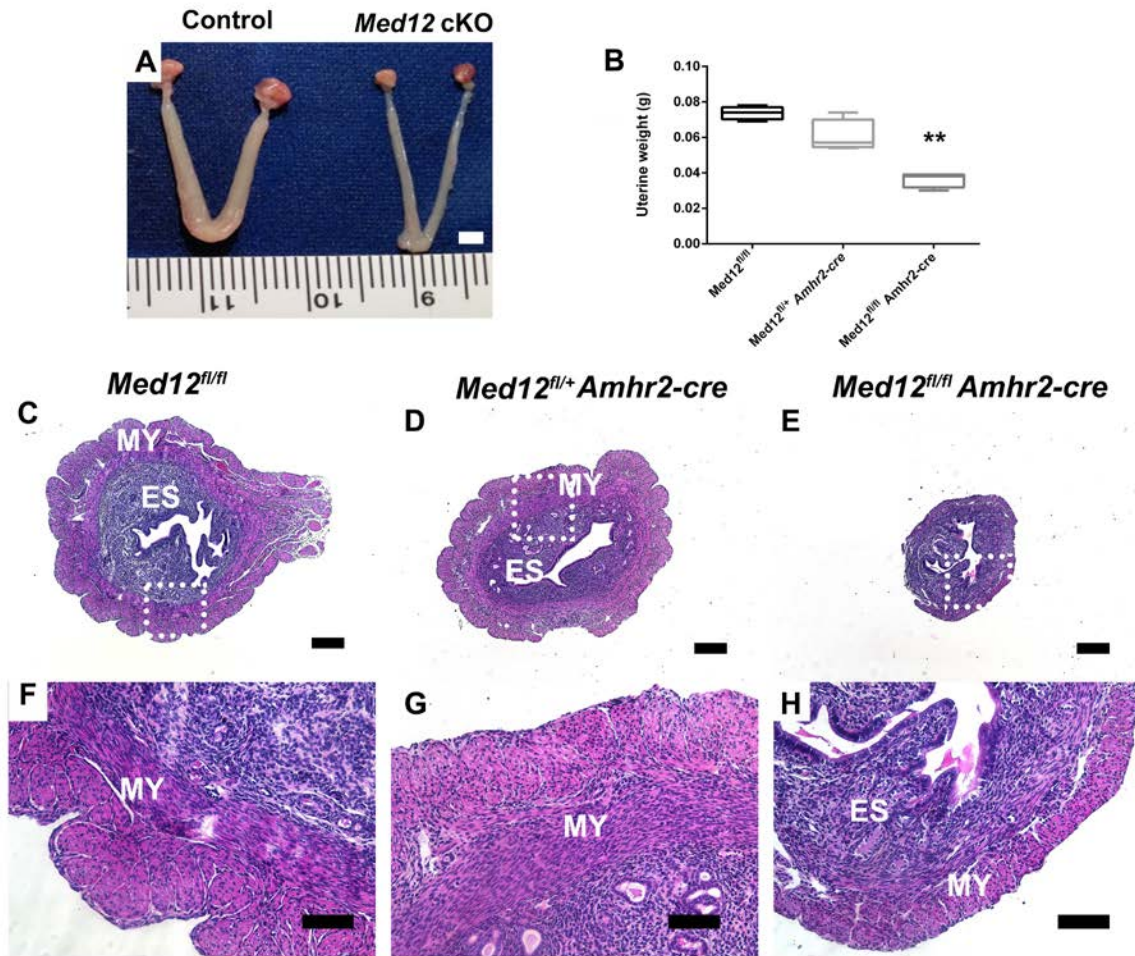 Control Med12 cKO
A
11 10 9
B
Uterine weight (g)
0.10
0.08
0.06
0.04
0.02
0.00
**
Med12fl/fl
Med12fl/+ Amhr2-cre
Med12fl/fl Amhr2-cre
Med12fl/fl Med12fl/+ Amhr2-cre Med12fl/fl Amhr2-cre
C
MY
ES
D
MY
ES
E
F
MY
G
MY
H
ES
MY